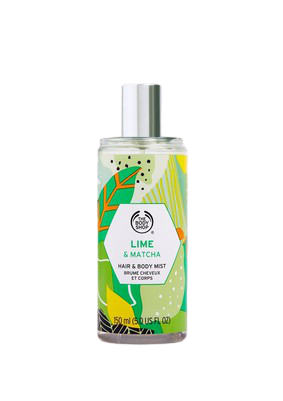 THE
BODY
SHOP
®
LIME
& MATCHA
HAIR & BODY MIST
BRUME CHEVEUX
ET CORPS
150 ml (5.0 US FL OZ)